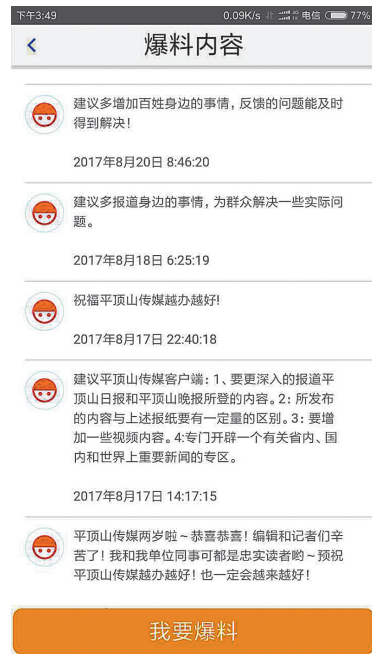 下午3:49
0.09K/s
电信
77%
爆料内容
建议多增加百姓身边的事情，反馈的问题能及时
得到解决！
2017年8月20日 8:46:20
建议多报道身边的事情，为群众解决一些实际问
题。
2017年8月18日 6:25:19
祝福平顶山传媒越办越好!
2017年8月17日 22:40:18
建议平顶山传媒客户端：1、要更深入的报道平
顶山日报和平顶山晚报所登的内容。2：所发布
的内容与上述报纸要有一定量的区别。3：要增
加一些视频内容。4:专门开辟一个有关省内、国
内和世界上重要新闻的专区。
2017年8月17日 14:17:15
平顶山传媒两岁啦～恭喜恭喜！编辑和记者们辛
苦了！我和我单位同事可都是忠实读者哟～预祝
平顶山传媒越办越好！也一定会越来越好！
我要爆料